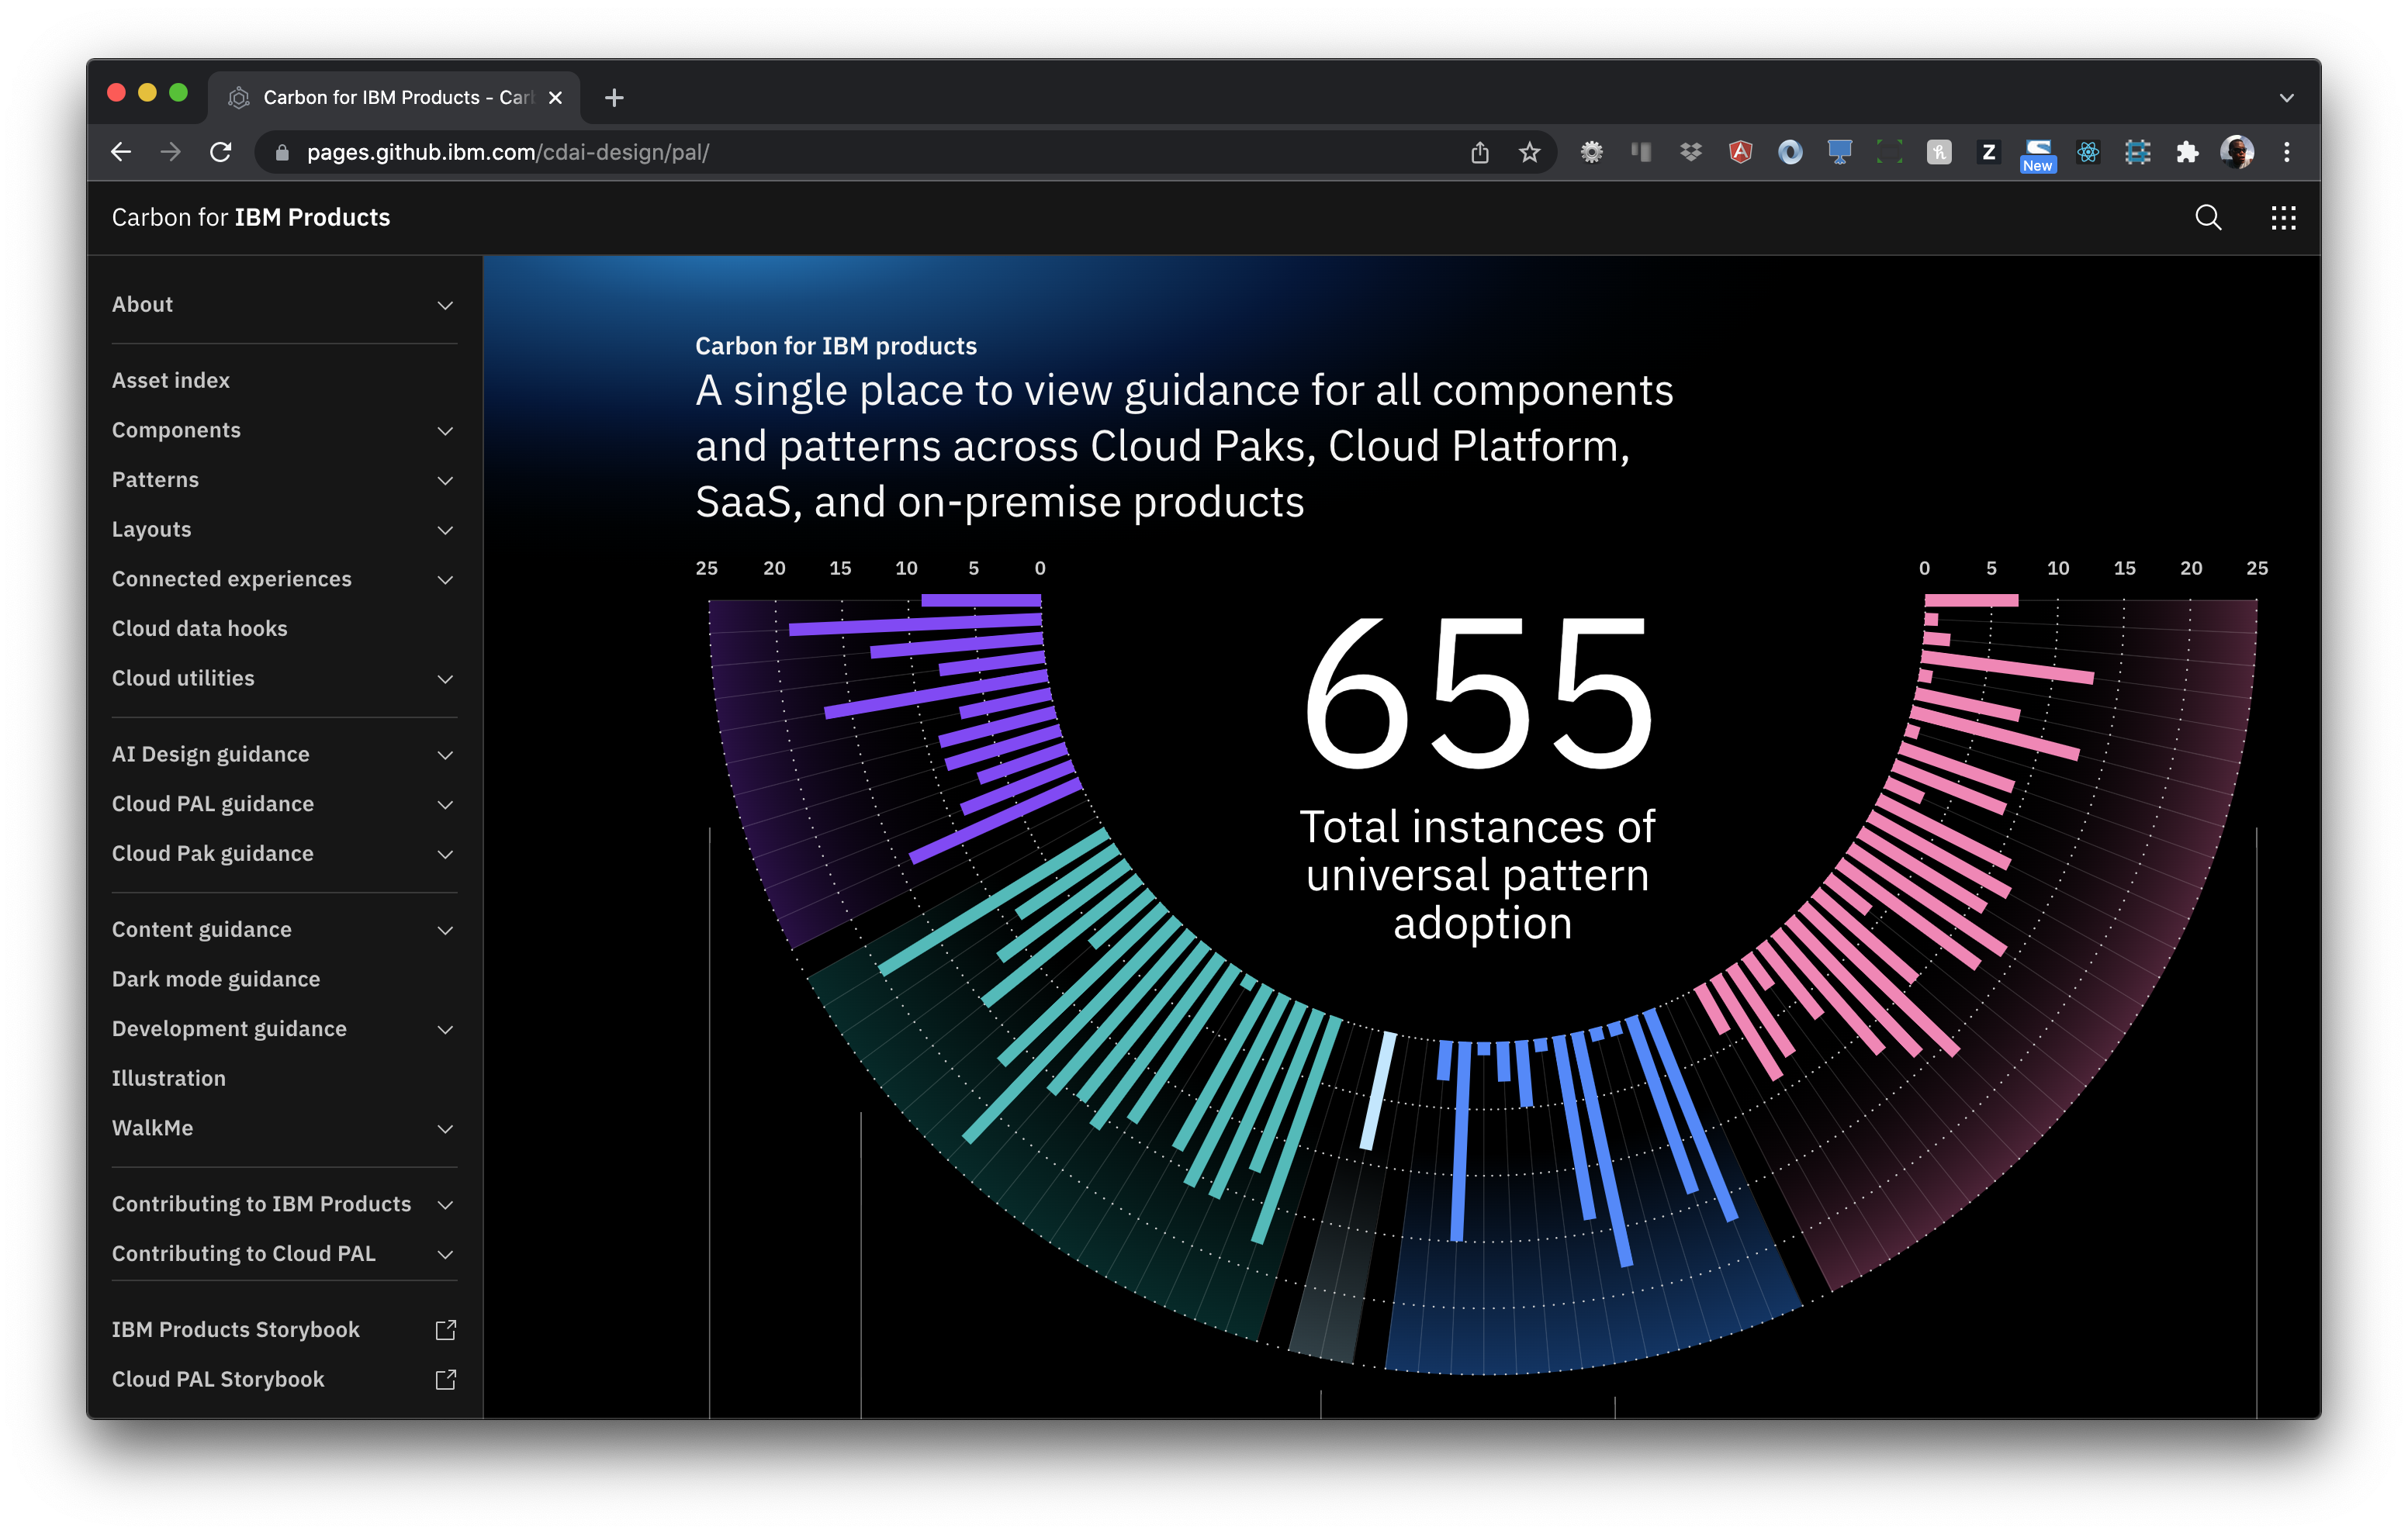 Carbon for IBM Products - Car
pages.github.ibm.com/cdai-design/pal/
New
Carbon for IBM Products
About
Asset index
Components
Patterns
Layouts
Connected experiences
Cloud data hooks
Cloud utilities
AI Design guidance
Cloud PAL guidance
Cloud Pak guidance
Content guidance
Dark mode guidance
Development guidance
Illustration
WalkMe
Contributing to IBM Products
Contributing to Cloud PAL
IBM Products Storybook
Cloud PAL Storybook
Carbon for IBM products
A single place to view guidance for all components
and patterns across Cloud Paks, Cloud Platform,
SaaS, and on-premise products
25 20 15 10 5 0
0 5 10 15 20 25
655
Total instances of
universal pattern
adoption